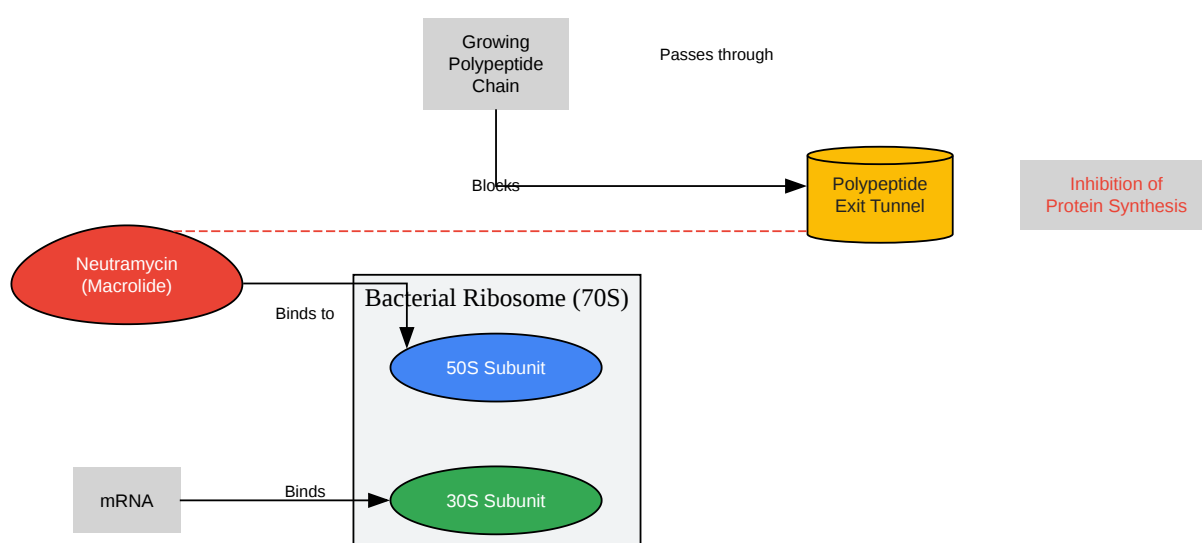 Growing
Polypeptide
Chain
Passes through
Blocks
Polypeptide
Exit Tunnel
Inhibition of
Protein Synthesis
Neutramycin
(Macrolide)
Binds to
Bacterial Ribosome (70S)
50S Subunit
mRNA
Binds
30S Subunit